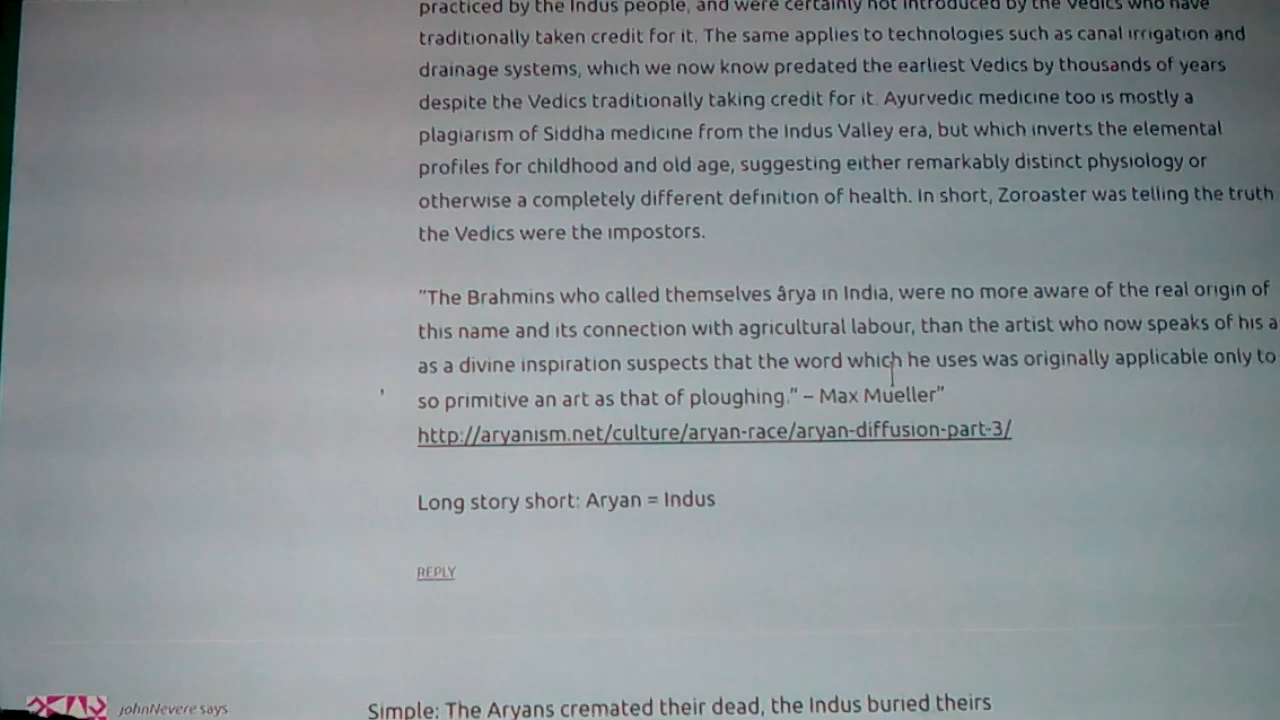 practiced by the Indus people, and were certainly not introduced by the Vedics who have
traditionally taken credit for it. The same applies to technologies such as canal irrigation and
drainage systems, which we now know predated the earliest Vedics by thousands of years
despite the Vedics traditionally taking credit for it. Ayurvedic medicine too is mostly a
plagiarism of Siddha medicine from the Indus Valley era, but which inverts the elemental
profiles for childhood and old age, suggesting either remarkably distinct physiology or
otherwise a completely different definition of health. In short, Zoroaster was telling the truth
the Vedics were the impostors.
"The Brahmins who called themselves ârya in India, were no more aware of the real origin of
this name and its connection with agricultural labour, than the artist who now speaks of his a
as a divine inspiration suspects that the word which he uses was originally applicable only to
so primitive an art as that of ploughing." – Max Mueller"
http://aryanism.net/culture/aryan-race/aryan-diffusion-part-3/
Long story short: Aryan = Indus
REPLY
johnNevere says
Simple: The Aryans cremated their dead, the Indus buried theirs